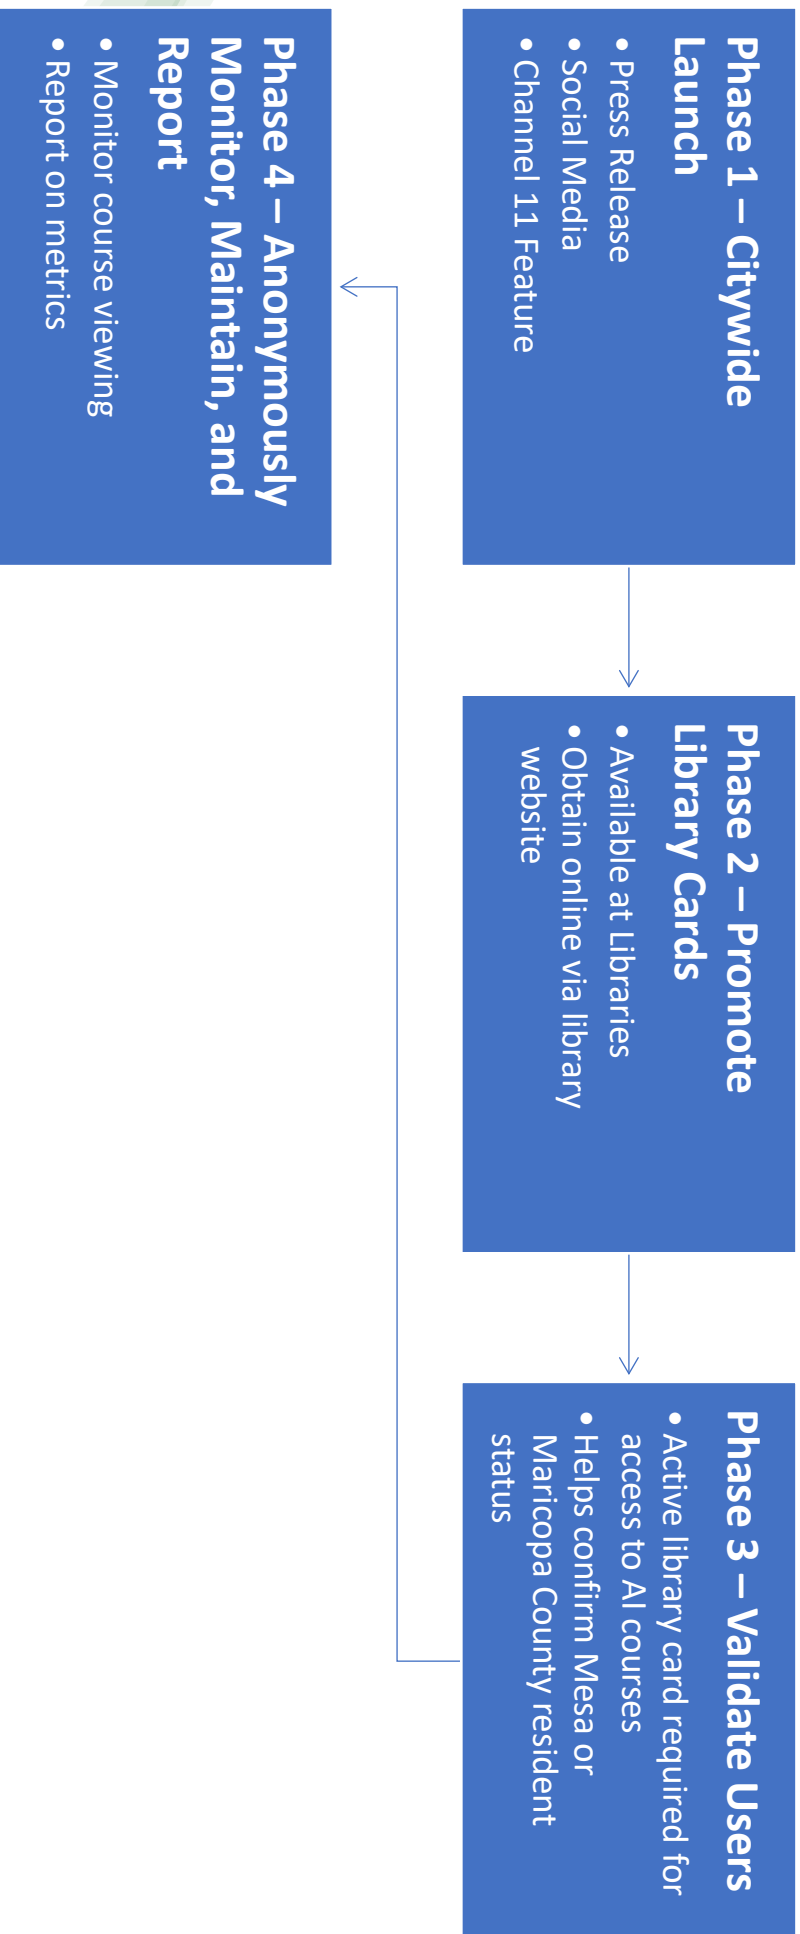 Phase 1 – Citywide
Launch
• Press Release
• Social Media
• Channel 11 Feature
Phase 2 – Promote
Library Cards
• Available at Libraries
• Obtain online via library
website
Phase 3 – Validate Users
• Active library card required for
access to AI courses
• Helps confirm Mesa or
Maricopa County resident
status
Phase 4 – Anonymously
Monitor, Maintain, and
Report
• Monitor course viewing
• Report on metrics